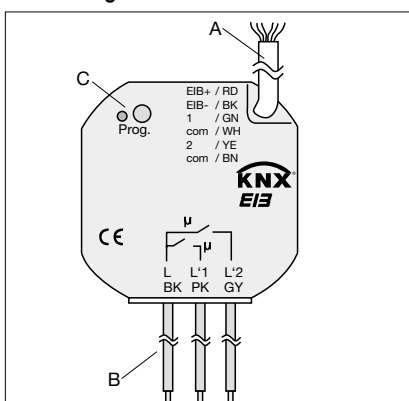 A
C
EIB+ / RD
EIB- / BK
1 / GN
com / WH
2 / YE
com / BN
Prog.
KNX®
EIB
µ
µ
CE
L L'1 L'2
BK PK GY
B